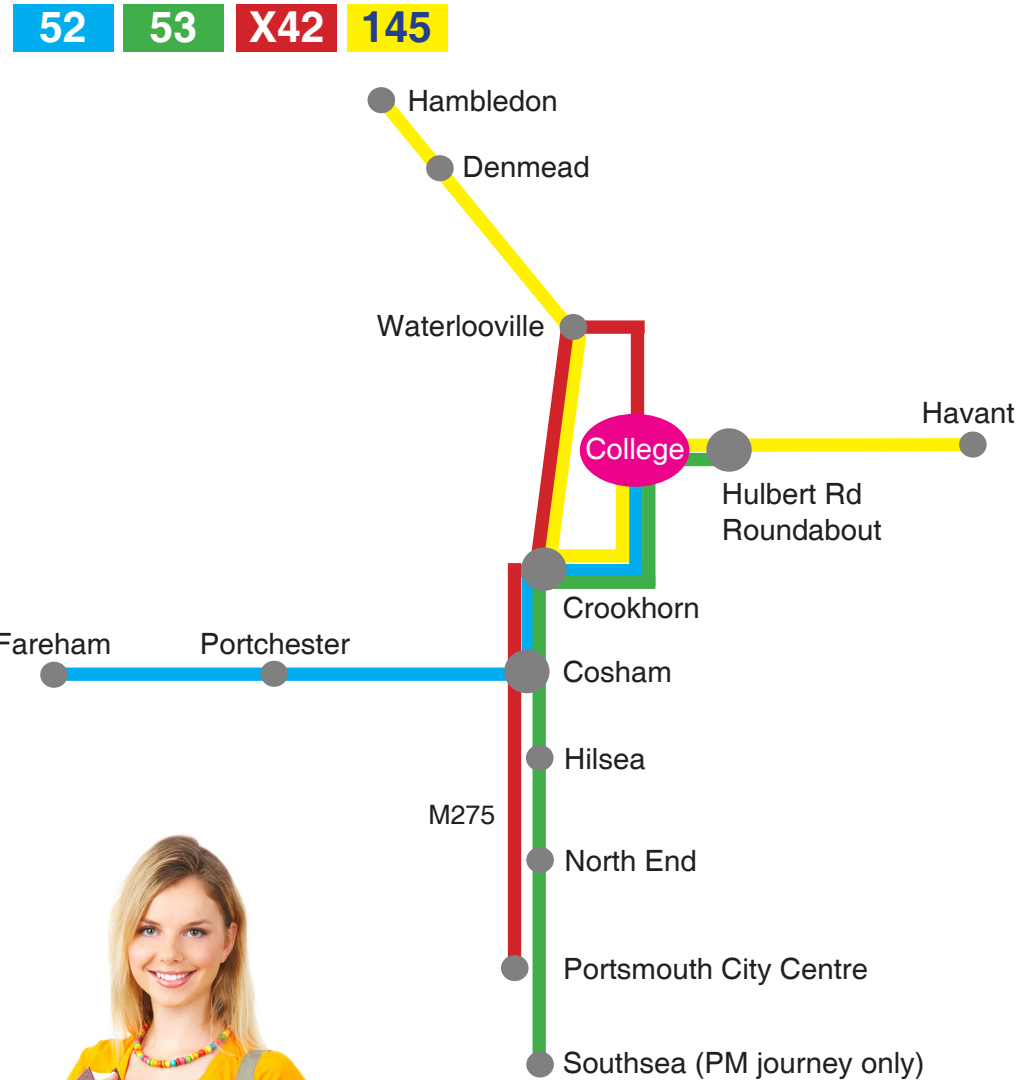 52 53 X42 145
Hambledon
Denmead
Waterlooville
Havant
College
Hulbert Rd
Roundabout
Crookhorn
Fareham Portchester
Cosham
Hilsea
M275
North End
Portsmouth City Centre
Southsea (PM journey only)